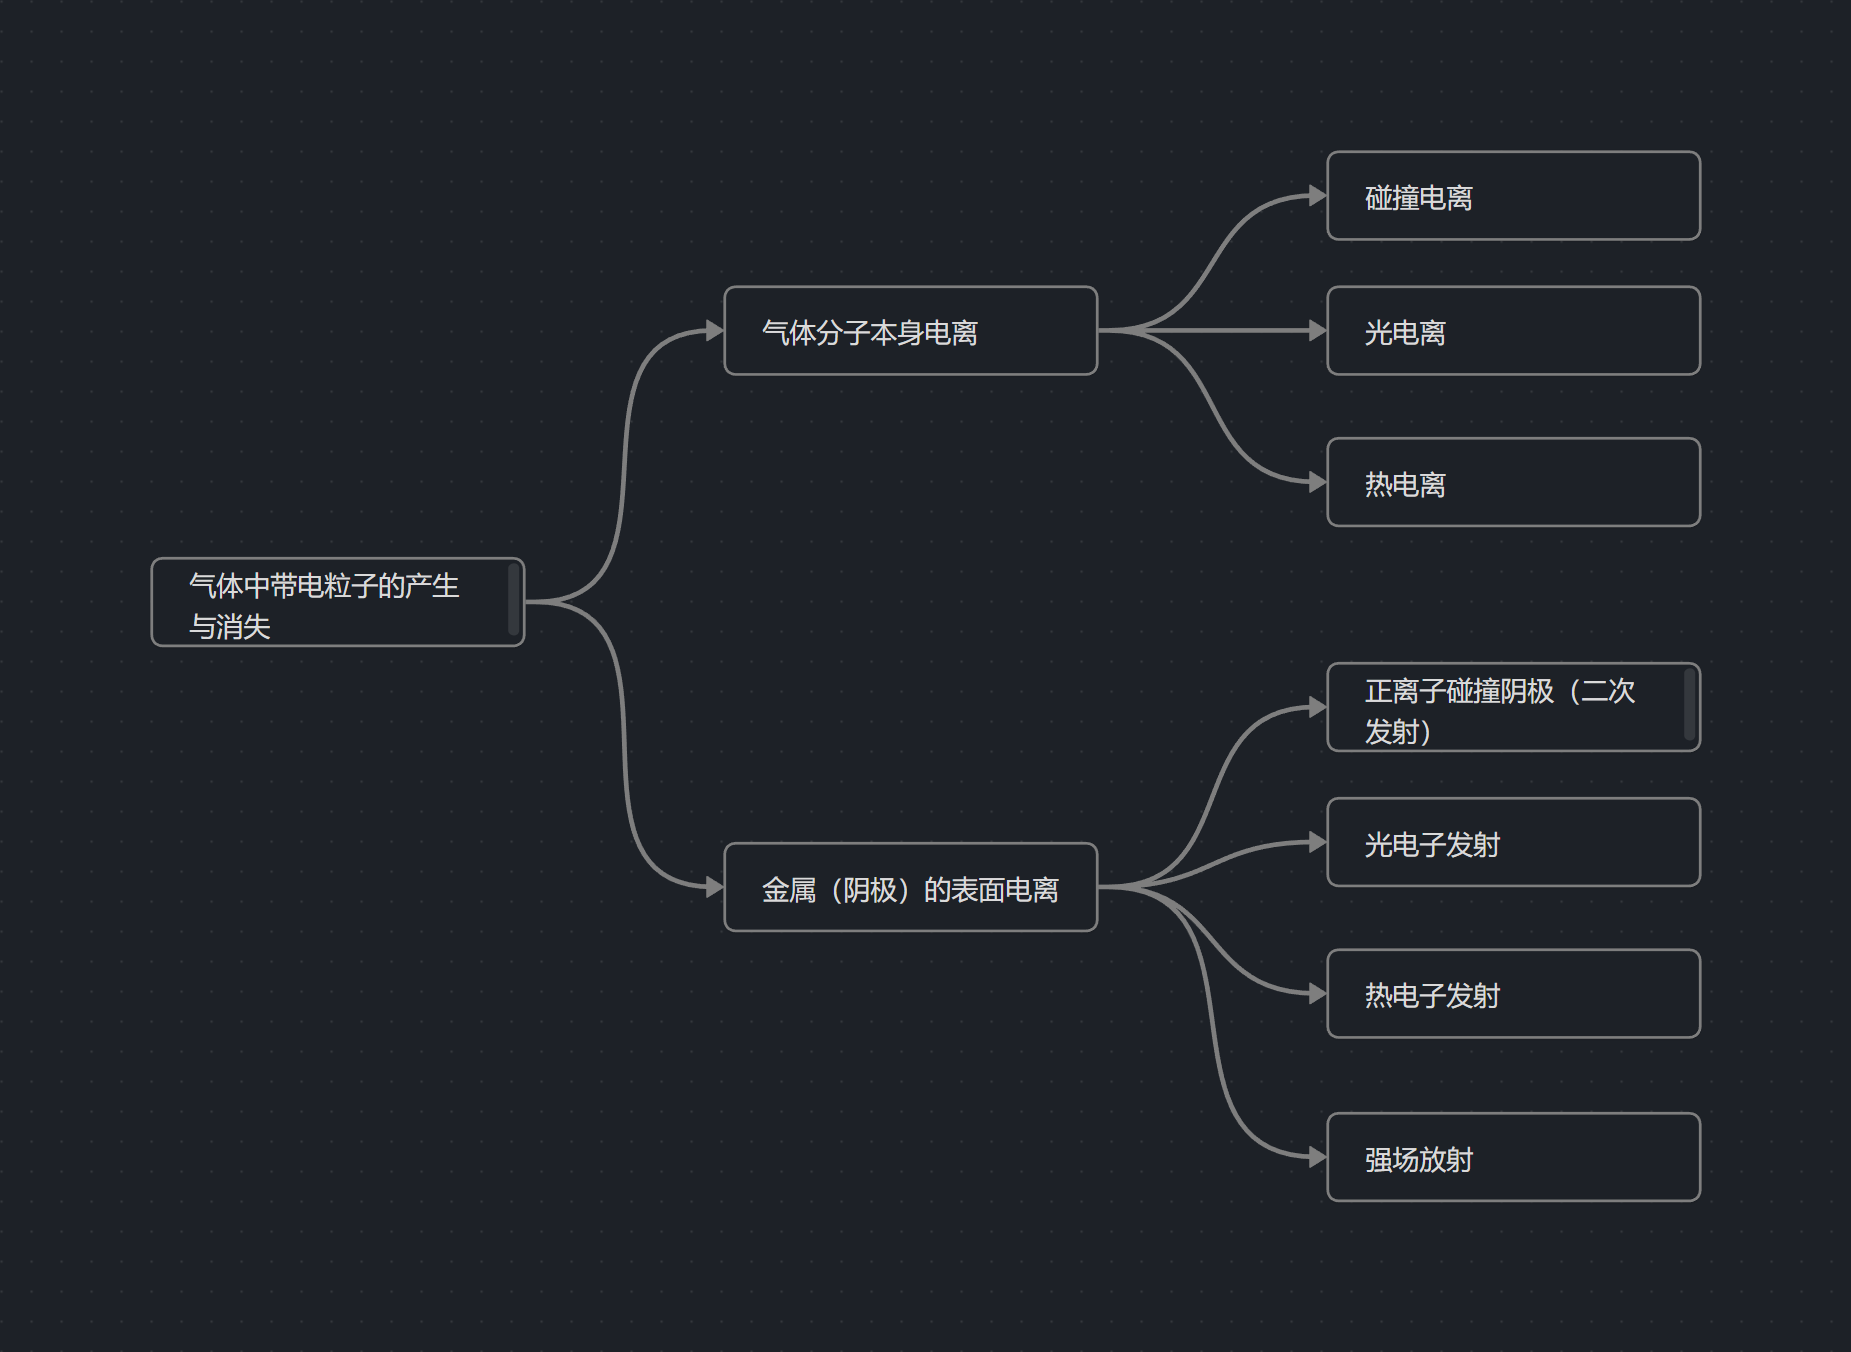 碰撞电离
气体分子本身电离
光电离
热电离
气体中带电粒子的产生
与消失
正离子碰撞阴极（二次
发射）
光电子发射
金属（阴极）的表面电离
热电子发射
强场放射